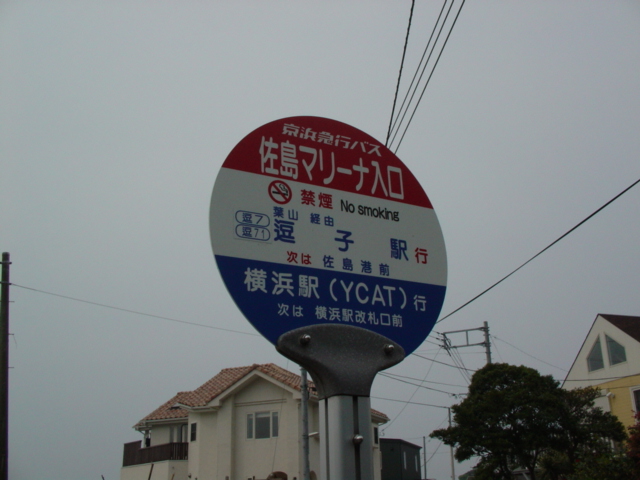 京浜急行バス
佐島マリーナ入口
禁煙 No smoking
葉山 経由
逗7
逗71
逗子駅行
次は 佐島港前
横浜駅(YCAT)行
次は 横浜駅改札口前